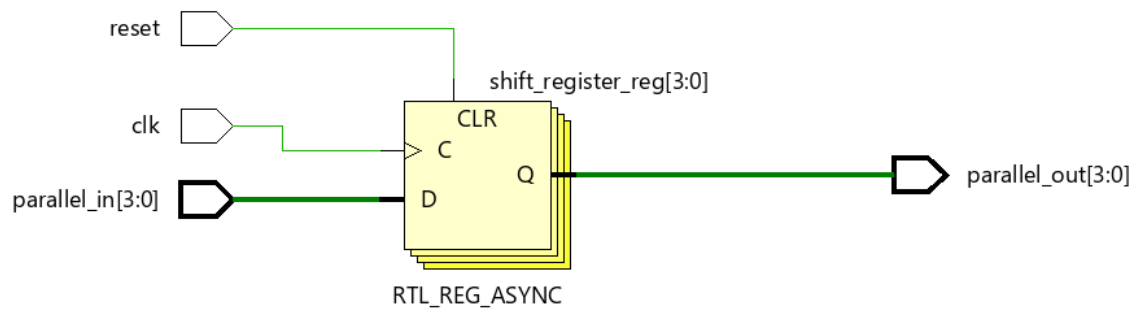 reset
shift_register_reg[3:0]
CLR
clk
C
Q
parallel_out[3:0]
parallel_in[3:0]
D
RTL_REG_ASYNC